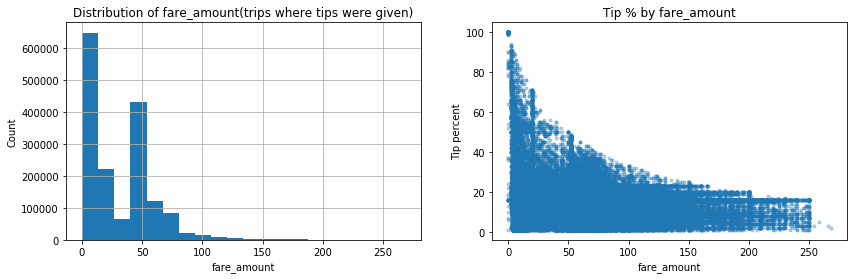 Distribution of fare_amount(trips where tips were given)
600000
500000
400000
300000
200000
100000
0
Count
0 50 100 150 200 250
fare_amount
Tip % by fare_amount
100
80
60
40
20
0
Tip percent
0 50 100 150 200 250
fare_amount